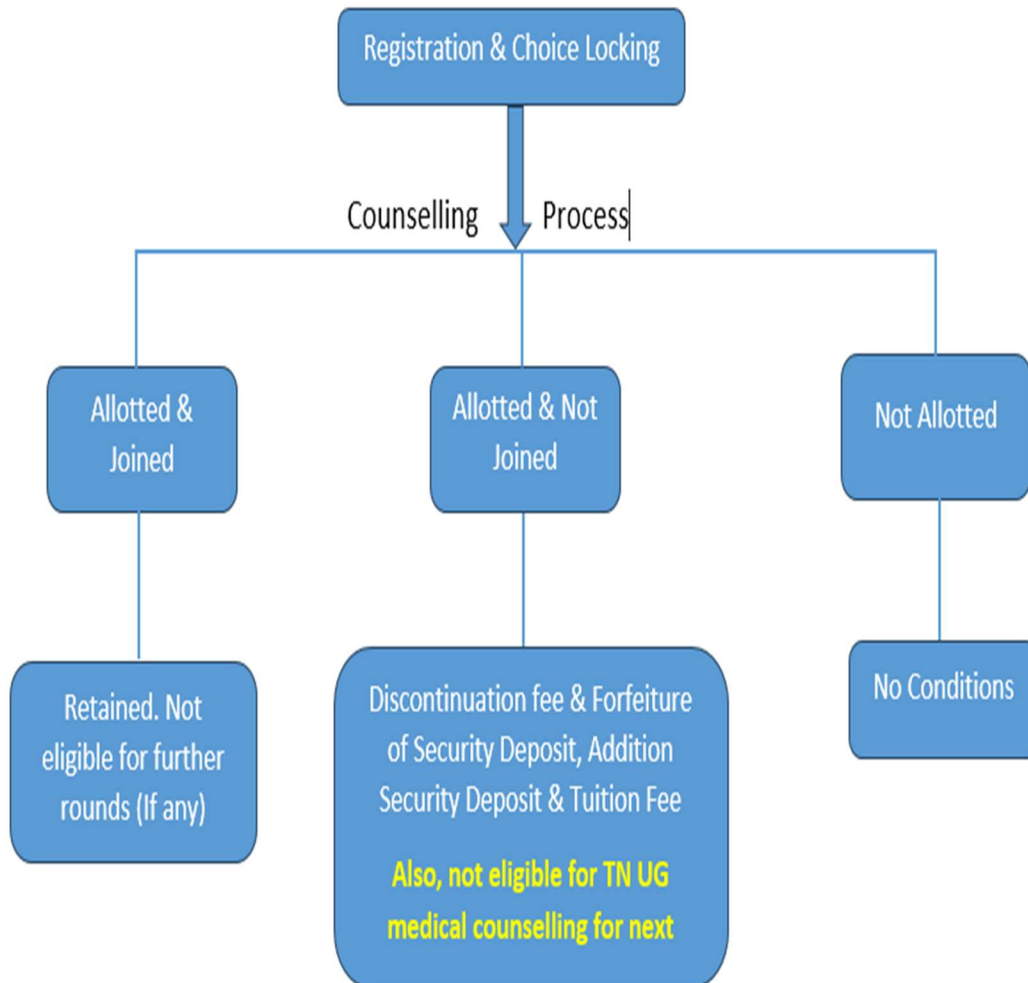 Registration & Choice Locking
Counselling Process
Allotted &
Joined
Allotted & Not
Joined
Not Allotted
Retained. Not
eligible for further
rounds (If any)
Discontinuation fee & Forfeiture
of Security Deposit, Addition
Security Deposit & Tuition Fee
Also, not eligible for TN UG
medical counselling for next
No Conditions